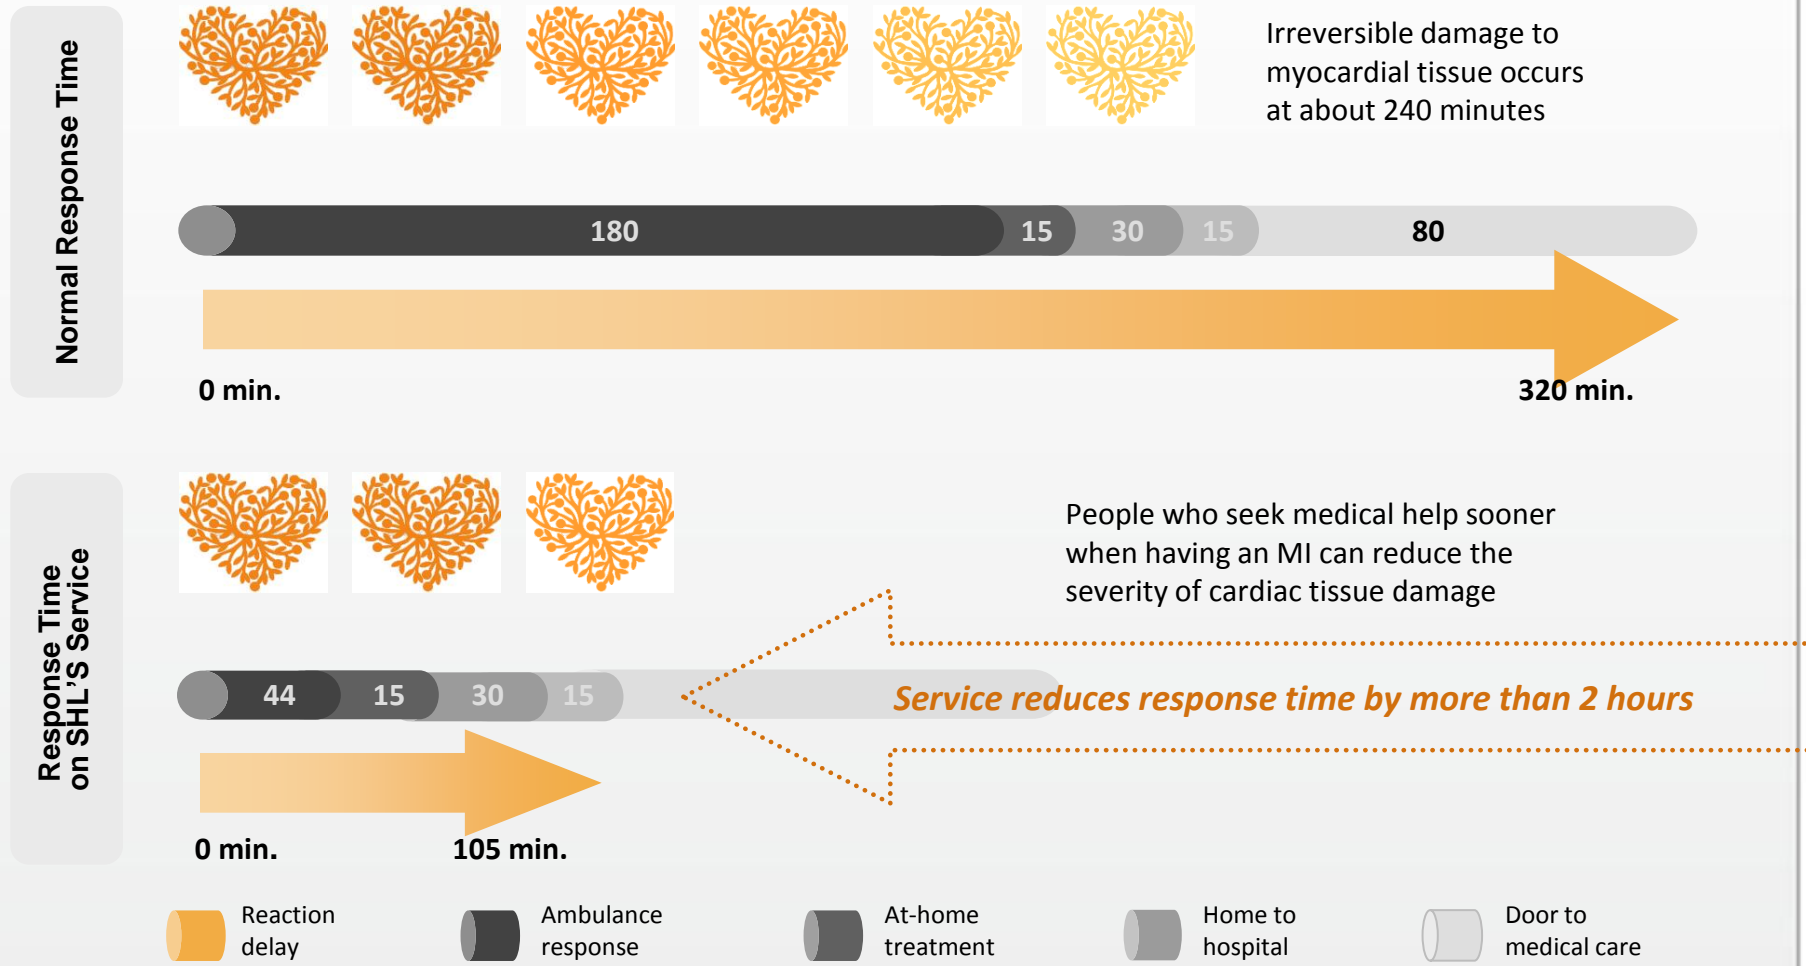 Normal Response Time
Irreversible damage to
myocardial tissue occurs
at about 240 minutes
180 15 30 15 80
0 min. 320 min.
Response Time
on SHL'S Service
People who seek medical help sooner
when having an MI can reduce the
severity of cardiac tissue damage
44 15 30 15
Service reduces response time by more than 2 hours
0 min. 105 min.
Reaction
delay
Ambulance
response
At-home
treatment
Home to
hospital
Door to
medical care